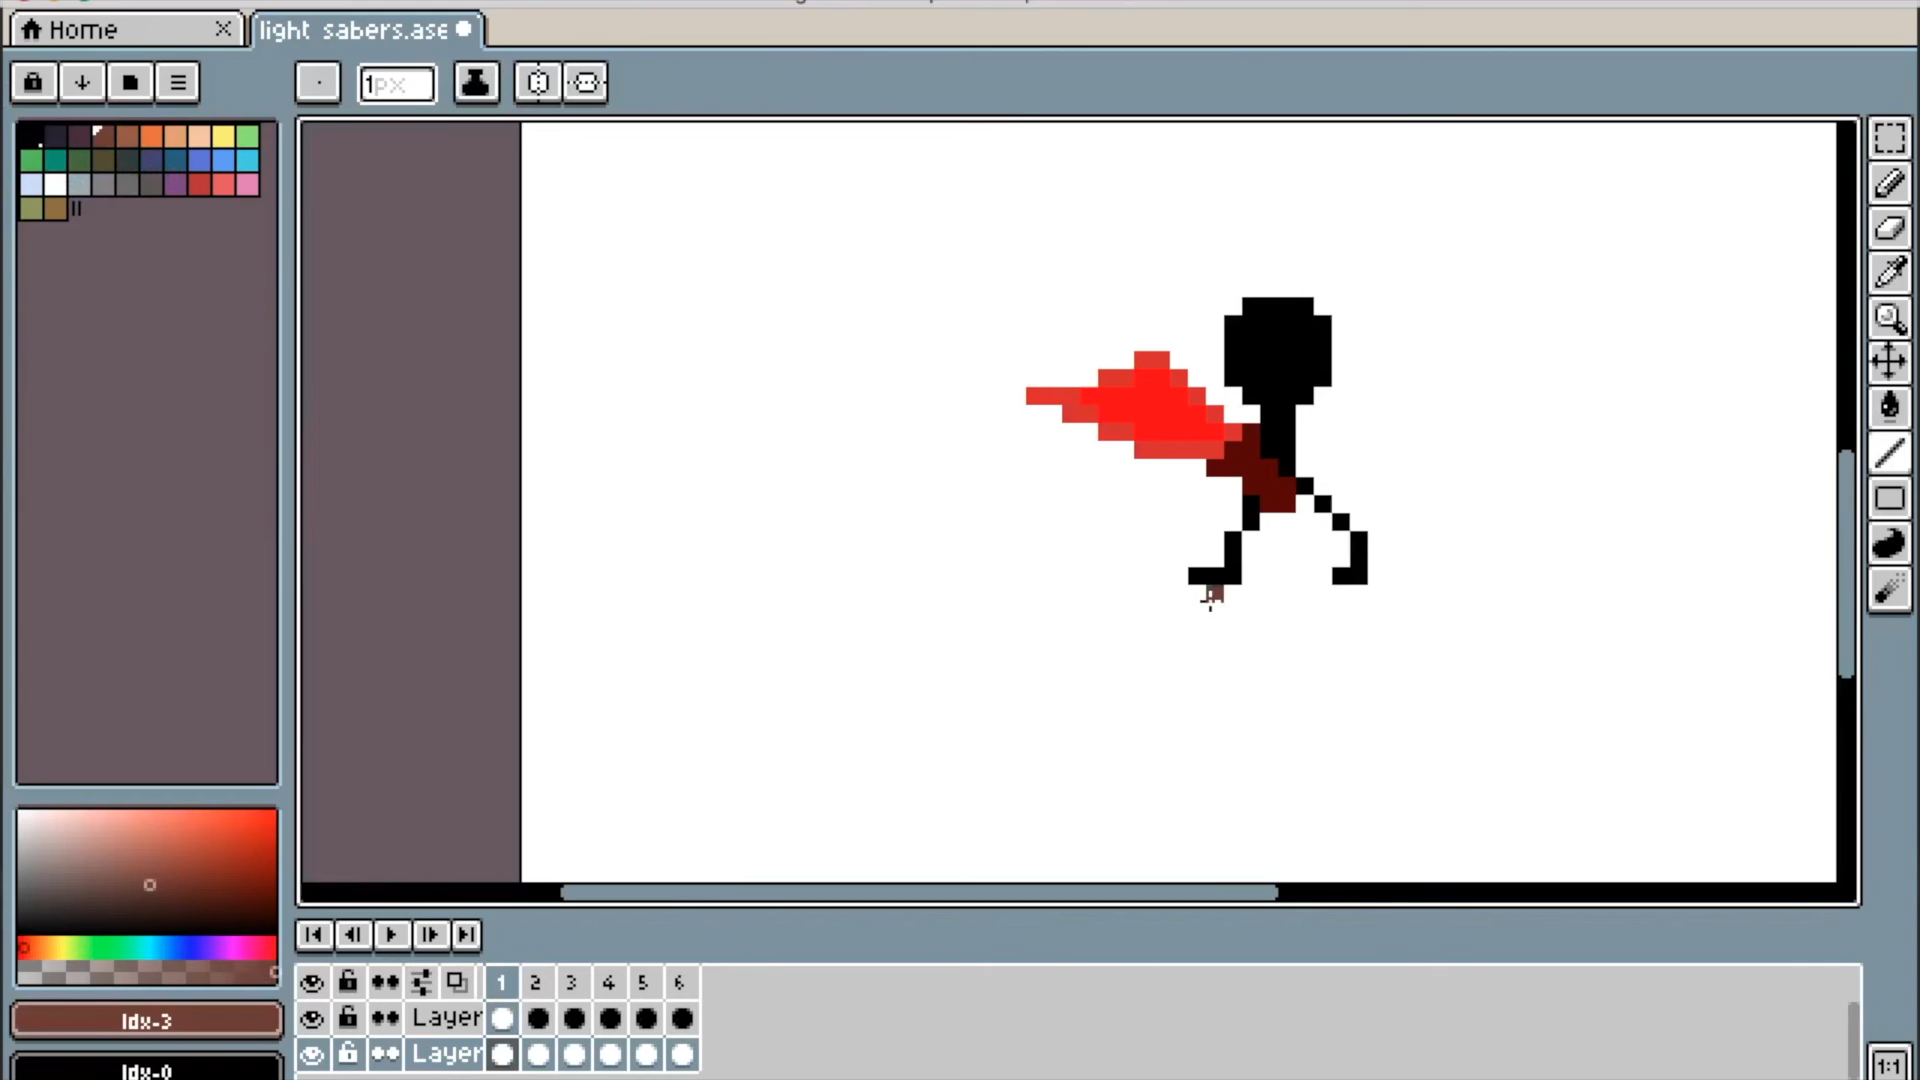 Home
light sabers.ase
1px
Idx-3
Idx-0
1 2 3 4 5 6
Layer
Layer
1:1